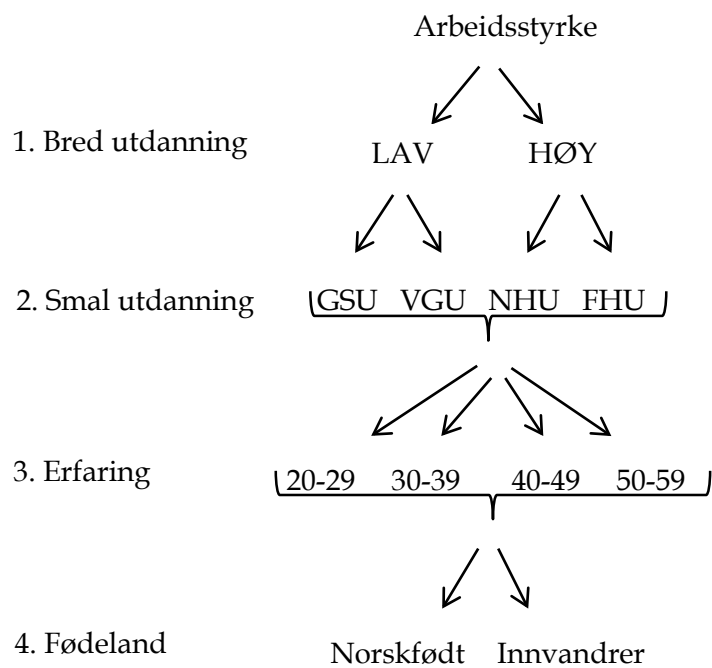 Arbeidsstyrke
1. Bred utdanning LAV HØY
2. Smal utdanning GSU VGU NHU FHU
3. Erfaring 20-29 30-39 40-49 50-59
4. Fødeland Norskfødt Innvandrer